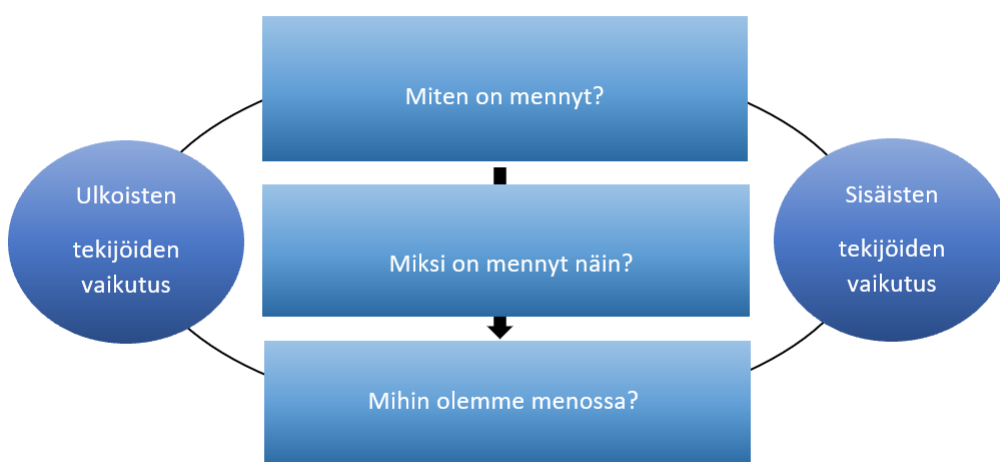 Miten on mennyt?
Ulkoisten
tekijöiden
vaikutus
Miksi on mennyt näin?
Sisäisten
tekijöiden
vaikutus
Mihin olemme menossa?